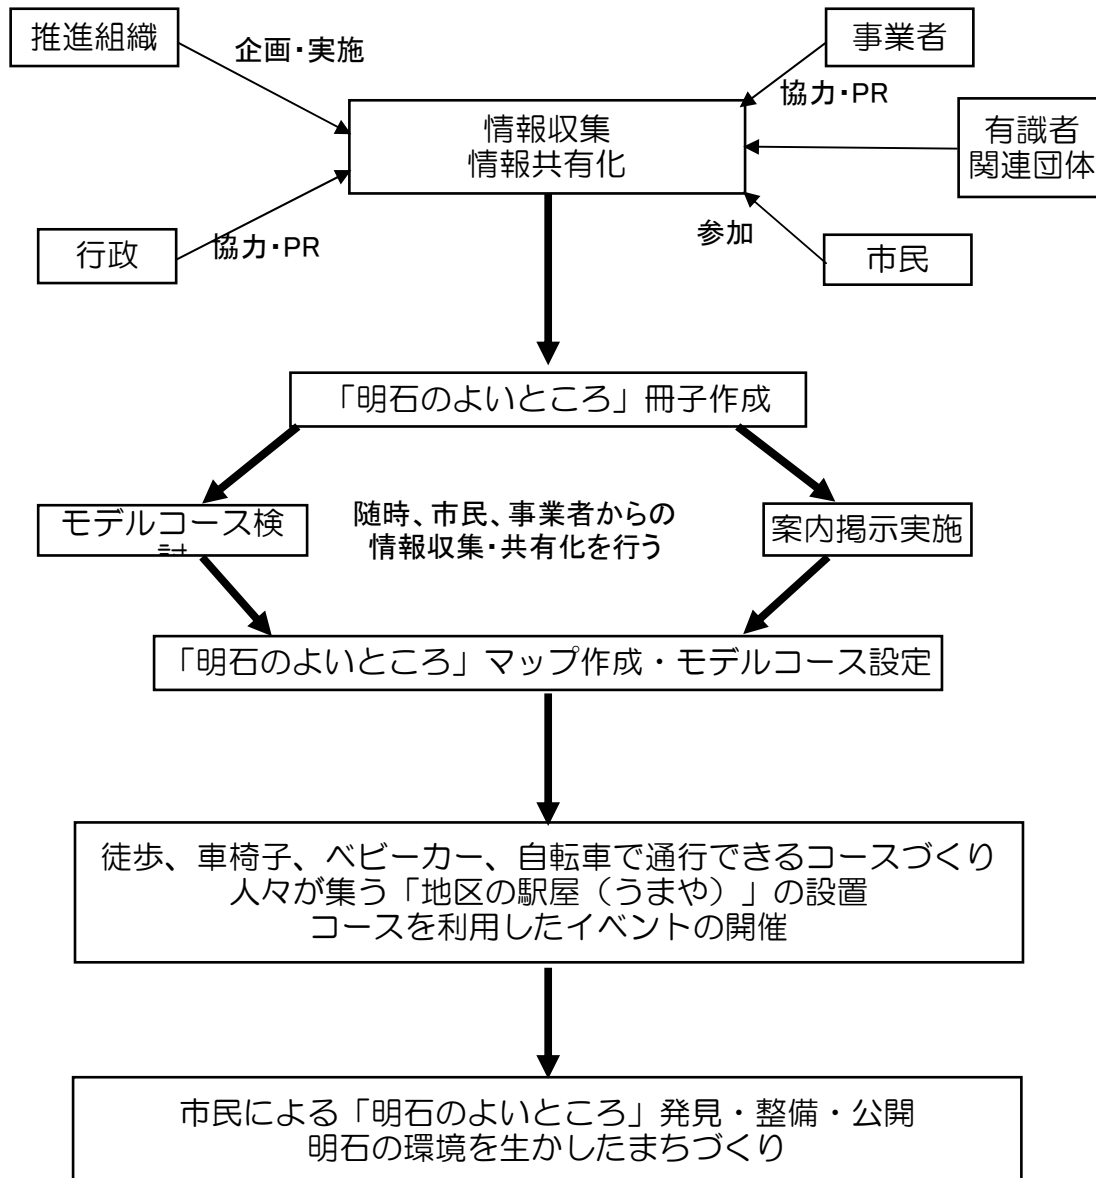 推進組織
企画・実施
事業者
協力・PR
情報収集
情報共有化
有識者
関連団体
行政
協力・PR
参加
市民
「明石のよいところ」冊子作成
モデルコース検
随時、市民、事業者からの
情報収集・共有化を行う
案内掲示実施
「明石のよいところ」マップ作成・モデルコース設定
徒歩、車椅子、ベビーカー、自転車で通行できるコースづくり
人々が集う「地区の駅屋（うまや）」の設置
コースを利用したイベントの開催
市民による「明石のよいところ」発見・整備・公開
明石の環境を生かしたまちづくり